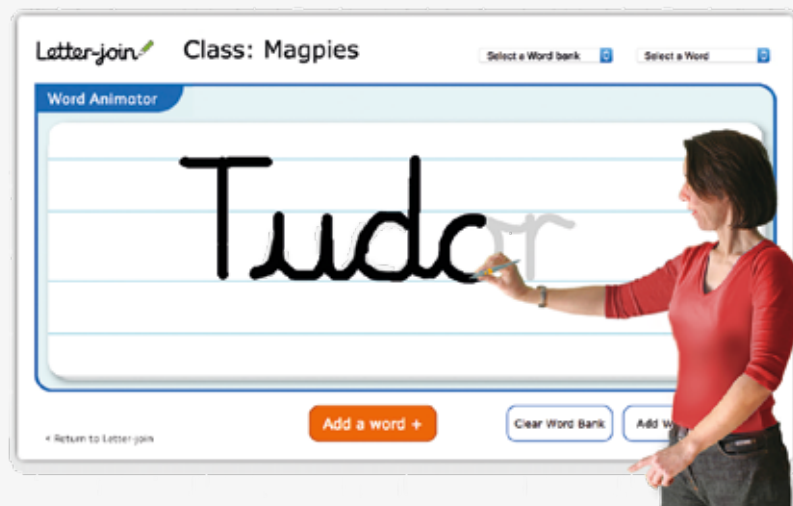 Letter-join Class: Magpies Select a Word bank Select a Word
Word Animator
Tudor
Add a word + Clear Word Bank Add W
< Return to Letter-join